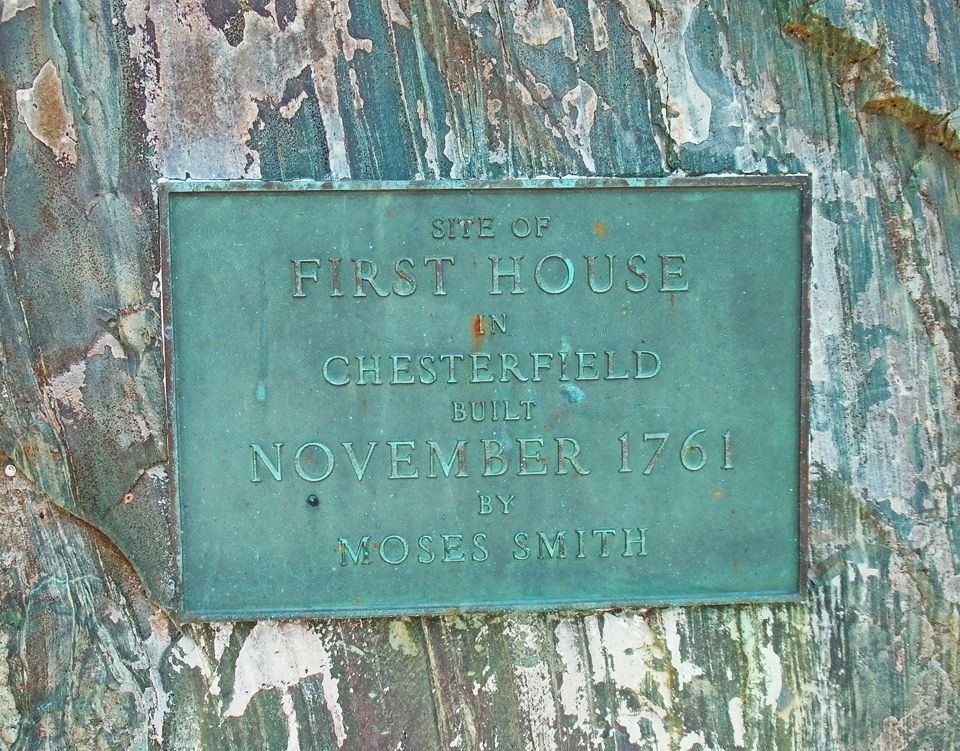 SITE OF
FIRST HOUSE
IN
CHESTERFIELD
BUILT
NOVEMBER 1761
BY
MOSES SMITH